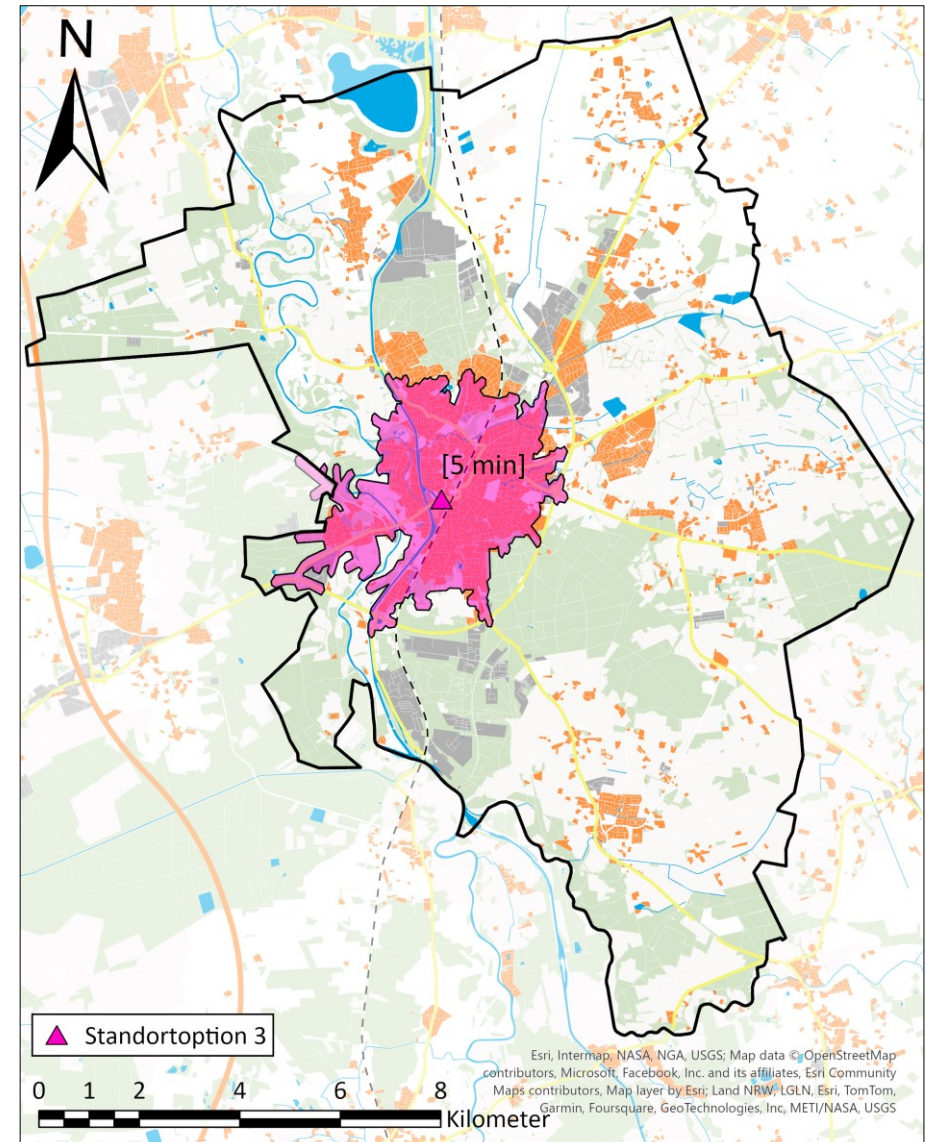 N
[5 min]
Standortoption 3
Esri, Intermap, NASA, NGA, USGS; Map data © OpenStreetMap
contributors, Microsoft, Facebook, Inc. and its affiliates, Esri Community
Maps contributors, Map layer by Esri; Land NRW, LGLN, Esri, TomTom,
Garmin, Foursquare, GeoTechnologies, Inc, METI/NASA, USGS
0 1 2 4 6 8
Kilometer